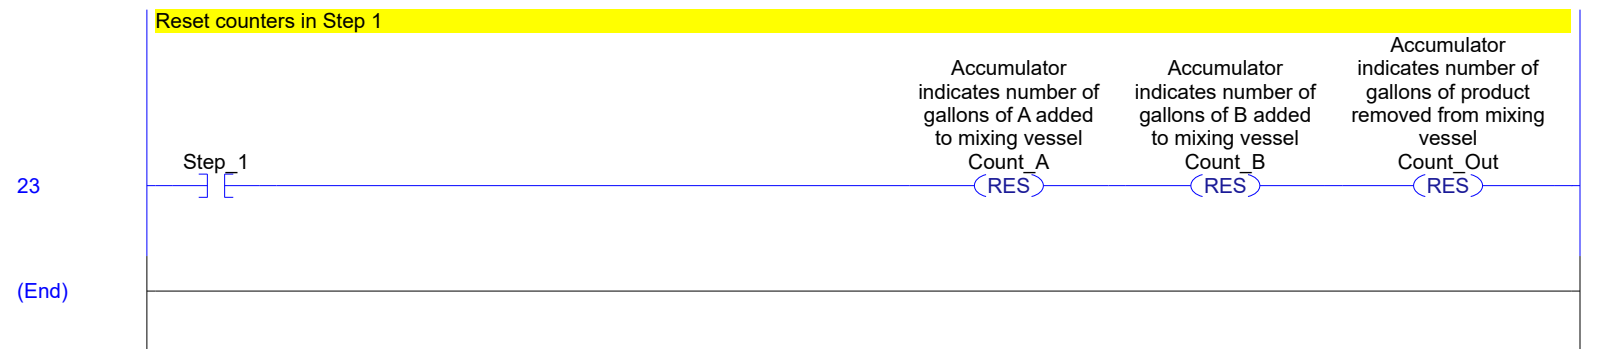 Reset counters in Step 1
Accumulator
indicates number of
gallons of A added
to mixing vessel
Count_A
Accumulator
indicates number of
gallons of B added
to mixing vessel
Count_B
Accumulator
indicates number of
gallons of product
removed from mixing
vessel
Count_Out
Step_1
23
RES
RES
RES
(End)